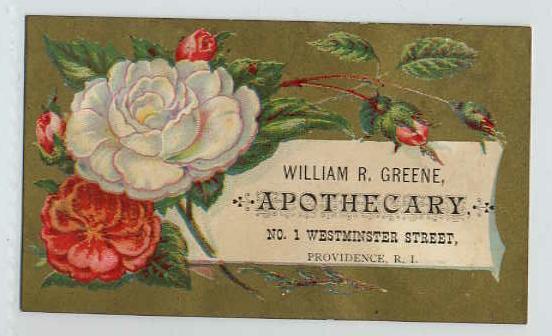 WILLIAM R. GREENE,
APOTHECARY,
NO. 1 WESTMINSTER STREET,
PROVIDENCE, R. I.